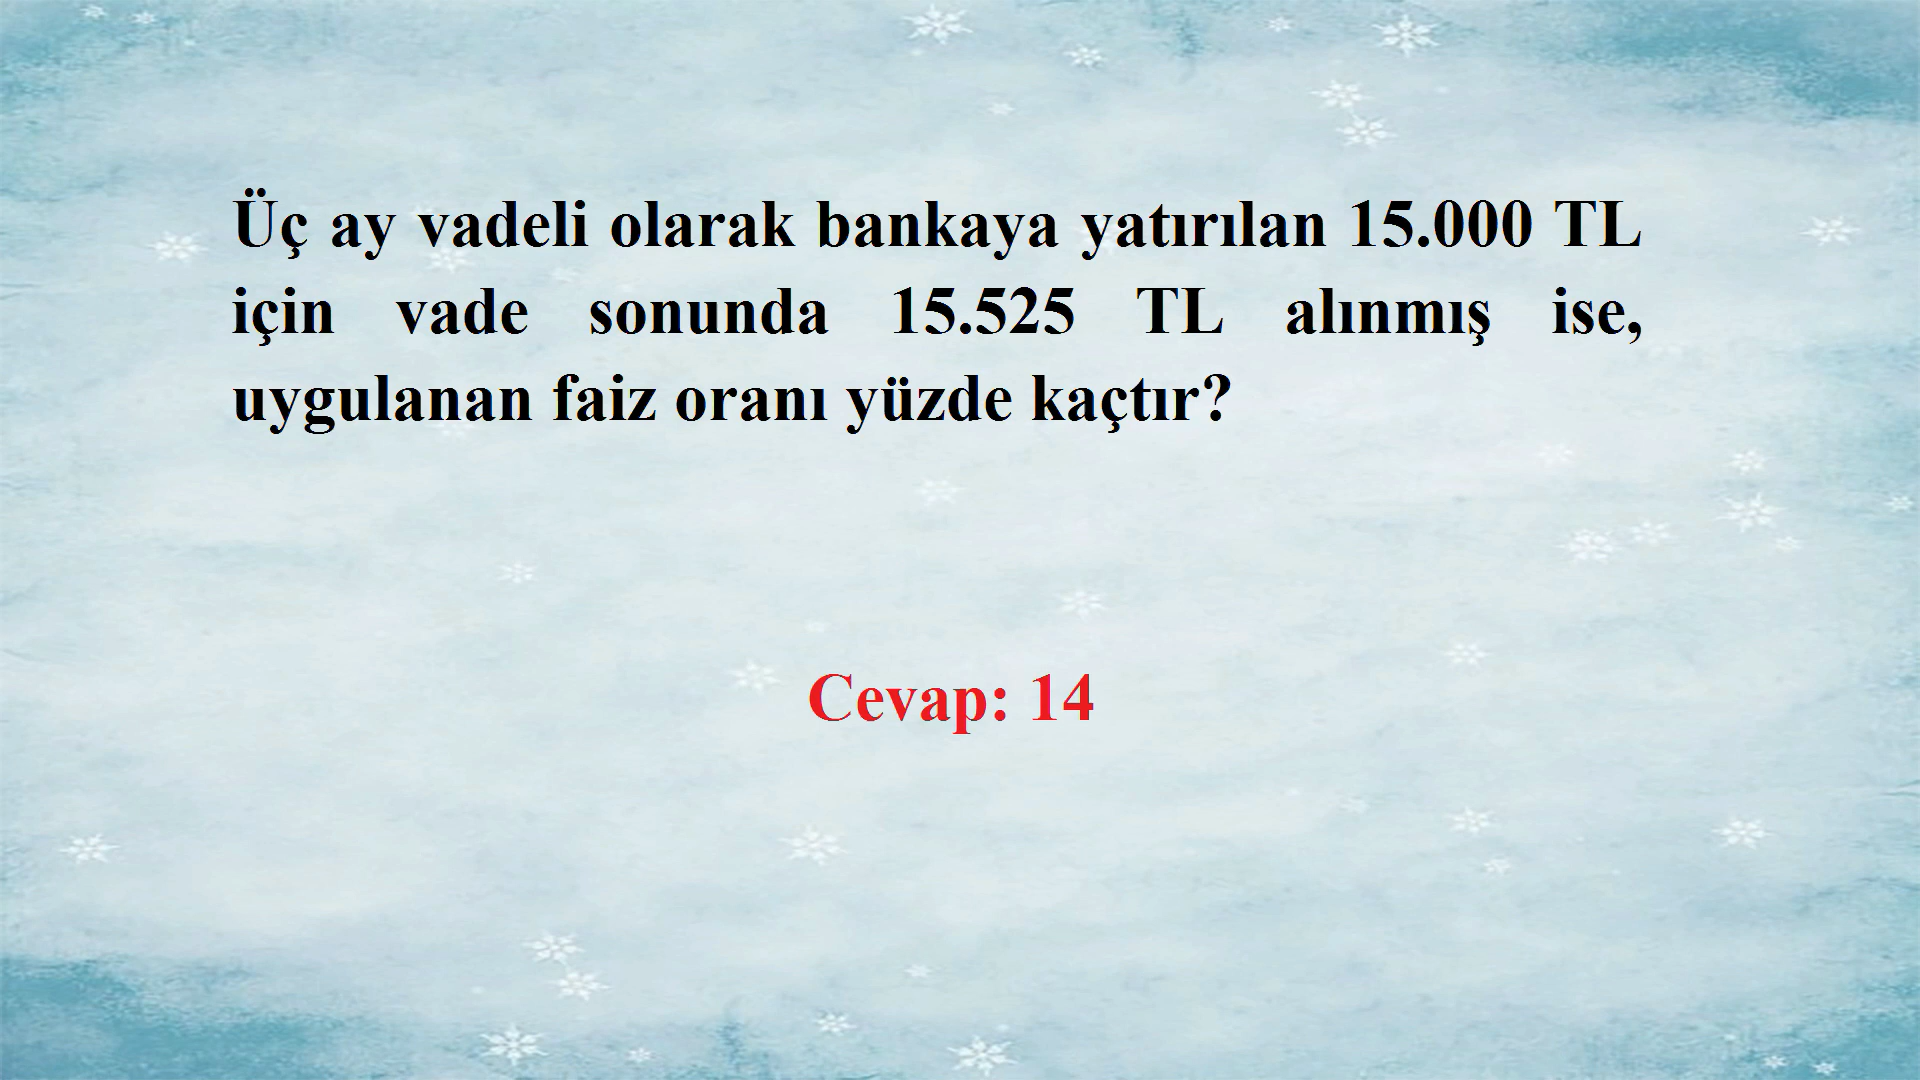 Üç ay vadeli olarak bankaya yatırılan 15.000 TL
için vade sonunda 15.525 TL alınmış ise,
uygulanan faiz oranı yüzde kaçtır?
Cevap: 14